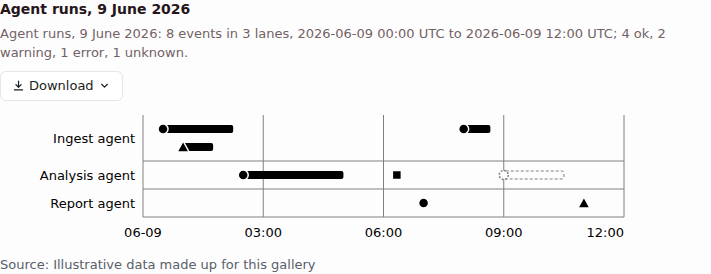 Agent runs, 9 June 2026
Agent runs, 9 June 2026: 8 events in 3 lanes, 2026-06-09 00:00 UTC to 2026-06-09 12:00 UTC; 4 ok, 2
warning, 1 error, 1 unknown.
Download
Ingest agent
Analysis agent
Report agent
06-09 03:00 06:00 09:00 12:00
Source: Illustrative data made up for this gallery